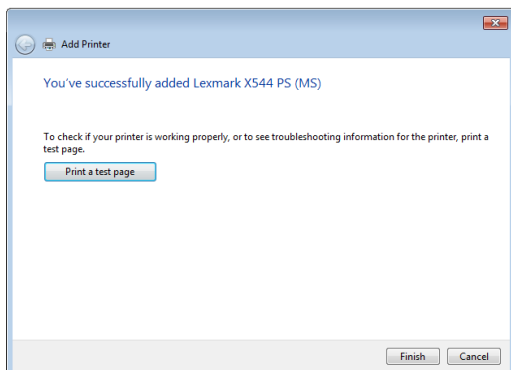 Add Printer
You've successfully added Lexmark X544 PS (MS)
To check if your printer is working properly, or to see troubleshooting information for the printer, print a
test page.
Print a test page
Finish Cancel